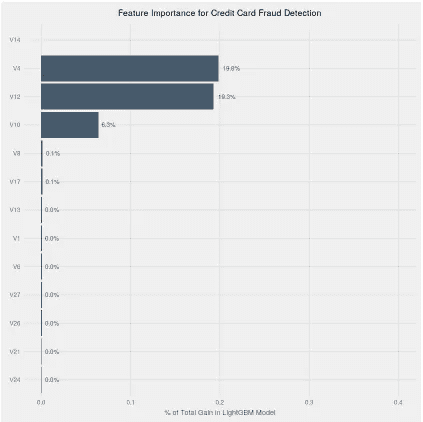 Feature Importance for Credit Card Fraud Detection
V14
V4
19.8%
V12
19.3%
V10
6.3%
V9
0.1%
V17
0.1%
V13
0.0%
V1
0.0%
V6
0.0%
V27
0.0%
V26
0.0%
V21
0.0%
V24
0.0%
0.0
0.1
0.2
0.3
0.4
% of Total Gain in LightGBM Model